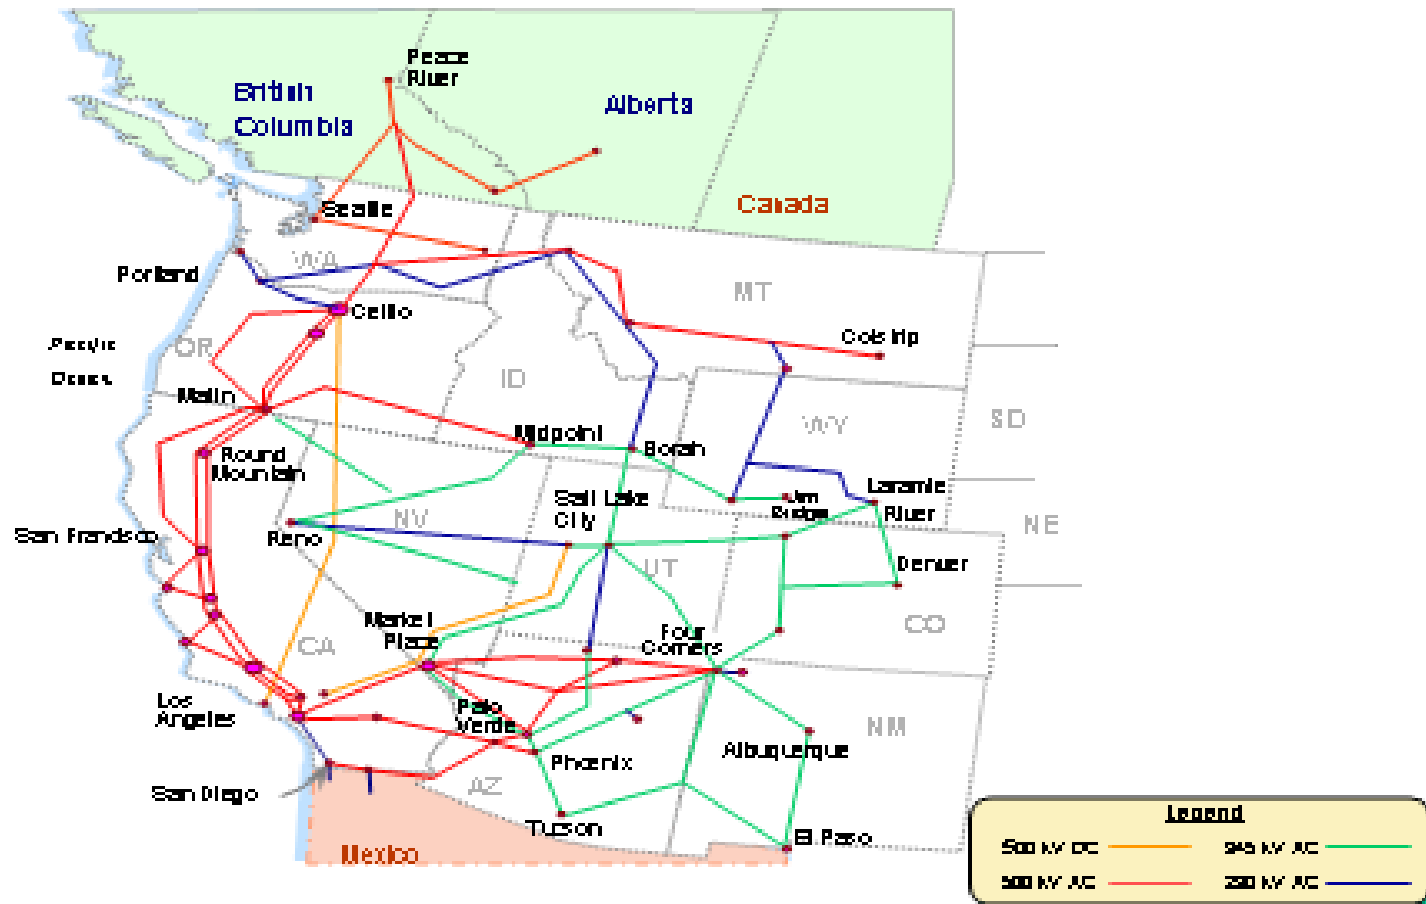 Peace
River
British
Columbia
Alberta
Canada
Seattle
WA
Portland
Celilo
MT
Colstrip
OR
Pacific
Ocean
ID
Malin
WY
SD
Midpoint
Borah
Round
Mountain
Salt Lake
City
Jim
Bridger
Laramie
River
NV
NE
San Francisco
Reno
UT
Denver
Market
Place
CA
Four
Corners
CO
Los
Angeles
Palo
Verde
NM
Albuquerque
Phoenix
AZ
San Diego
Tucson
El Paso
Mexico
Legend
500 kV DC
345 kV AC
500 kV AC
230 kV AC